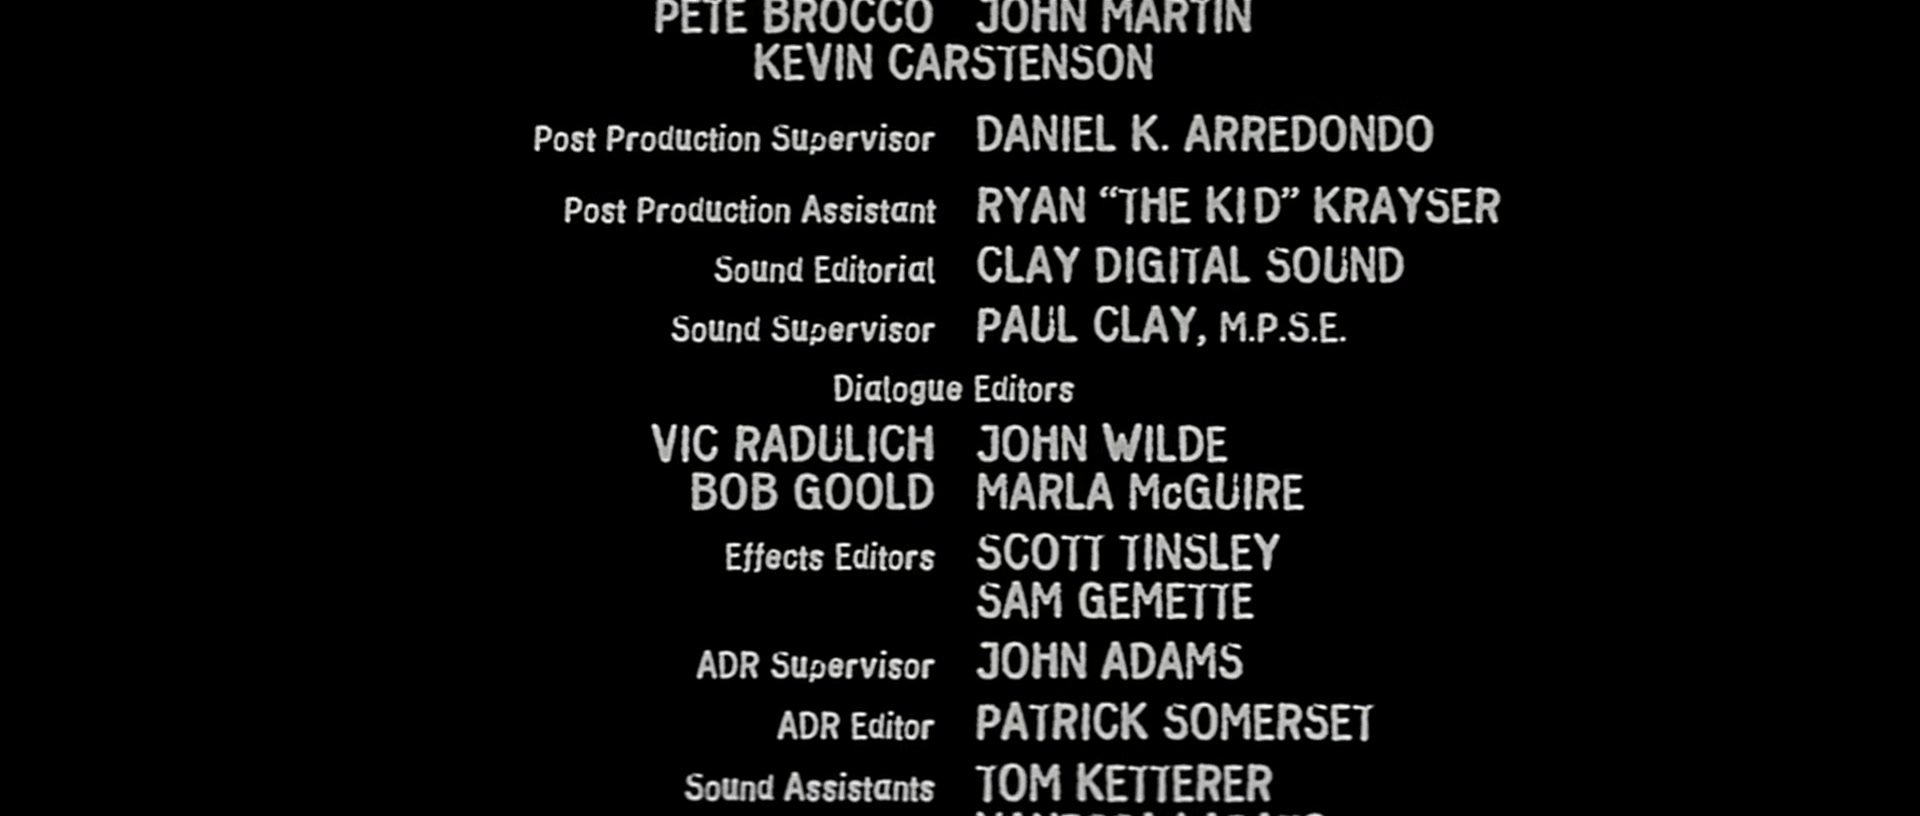 PETE BROCCO JOHN MARTIN
KEVIN CARSTENSON
Post Production Supervisor DANIEL K. ARREDONDO
Post Production Assistant RYAN “THE KID” KRAYSER
Sound Editorial CLAY DIGITAL SOUND
Sound Supervisor PAUL CLAY, M.P.S.E.
Dialogue Editors
VIC RADULICH JOHN WILDE
BOB GOOLD MARLA McGUIRE
Effects Editors SCOTT TINSLEY
SAM GEMETTE
ADR Supervisor JOHN ADAMS
ADR Editor PATRICK SOMERSET
Sound Assistants TOM KETTERER